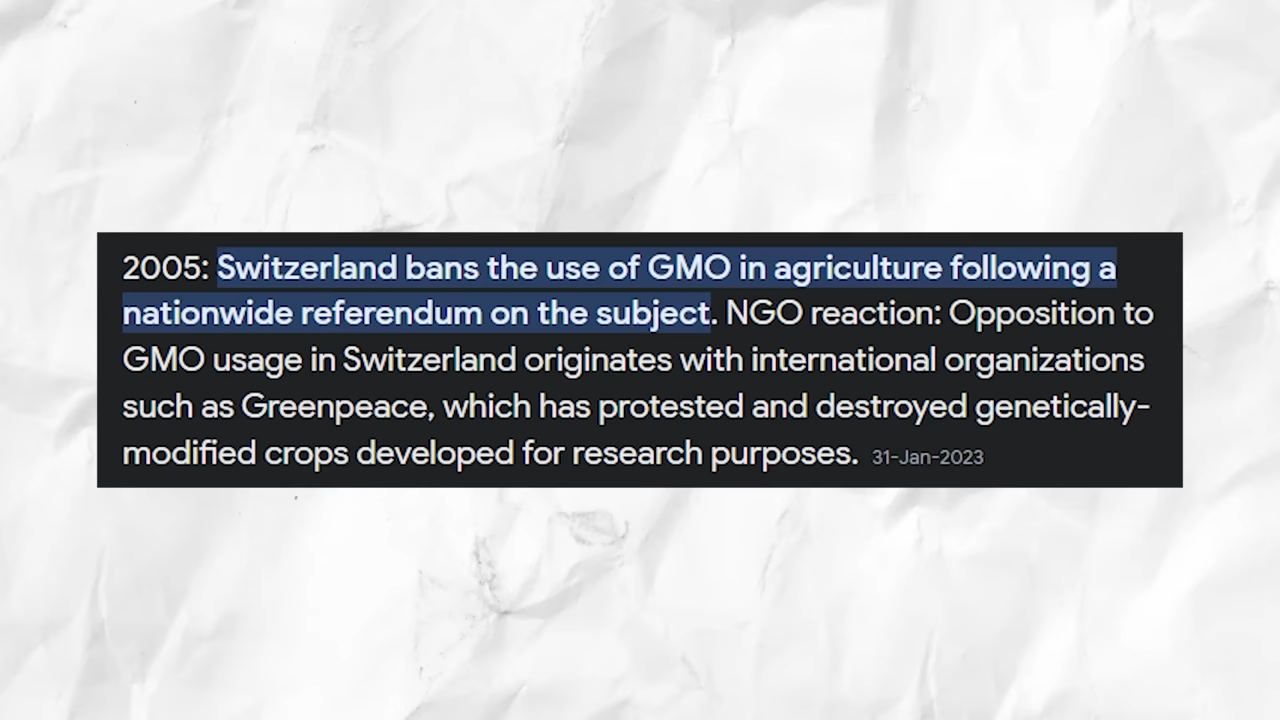 2005: Switzerland bans the use of GMO in agriculture following a
nationwide referendum on the subject. NGO reaction: Opposition to
GMO usage in Switzerland originates with international organizations
such as Greenpeace, which has protested and destroyed genetically-
modified crops developed for research purposes. 31-Jan-2023